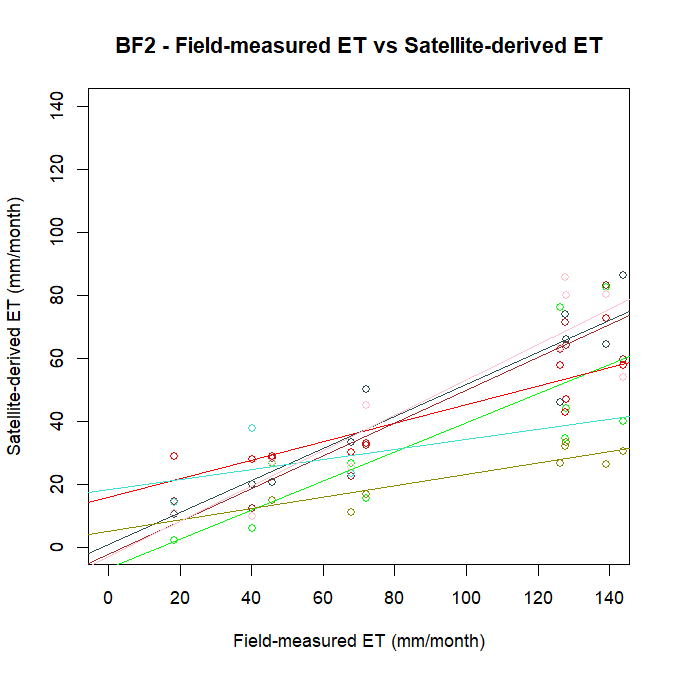 BF2 - Field-measured ET vs Satellite-derived ET
Satellite-derived ET (mm/month)
140
120
100
80
60
40
20
0
0 20 40 60 80 100 120 140
Field-measured ET (mm/month)